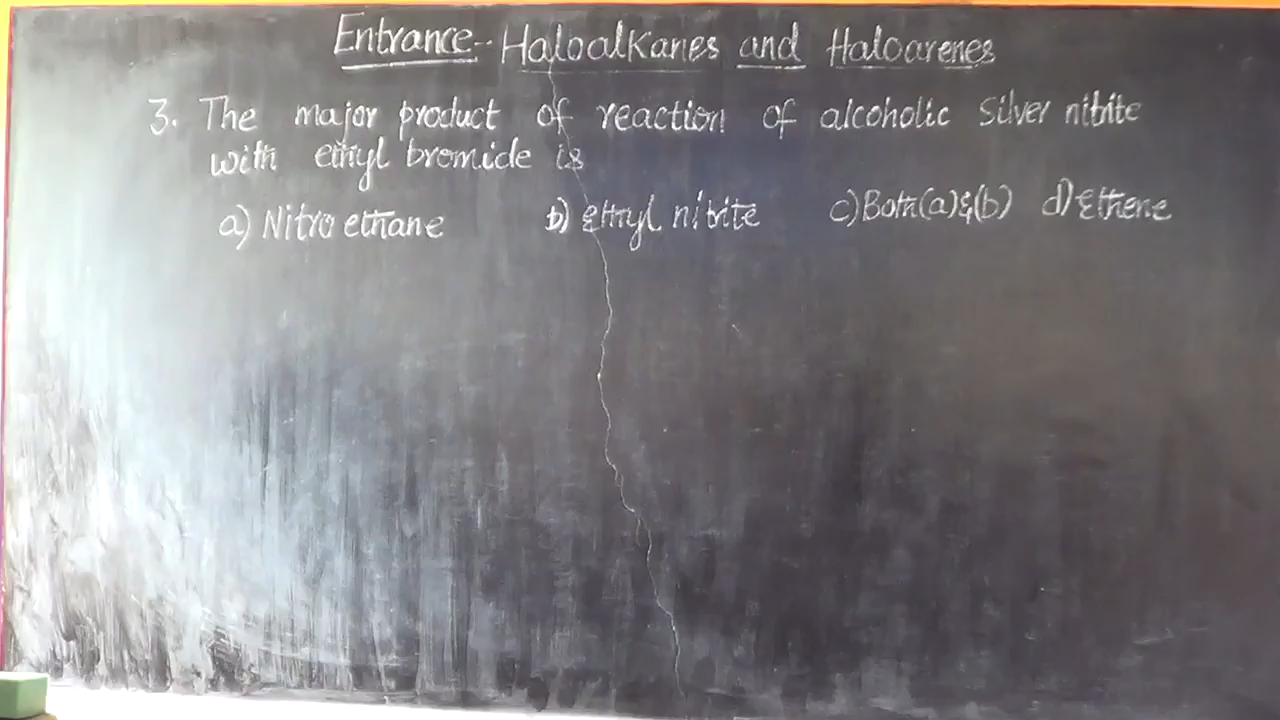 Entrance - Haloalkanes and Haloarenes
3. The major product of reaction of alcoholic silver nitrite
with ethyl bromide is
a) Nitro ethane b) ethyl nitrite c) Both (a) & (b) d) Ethene